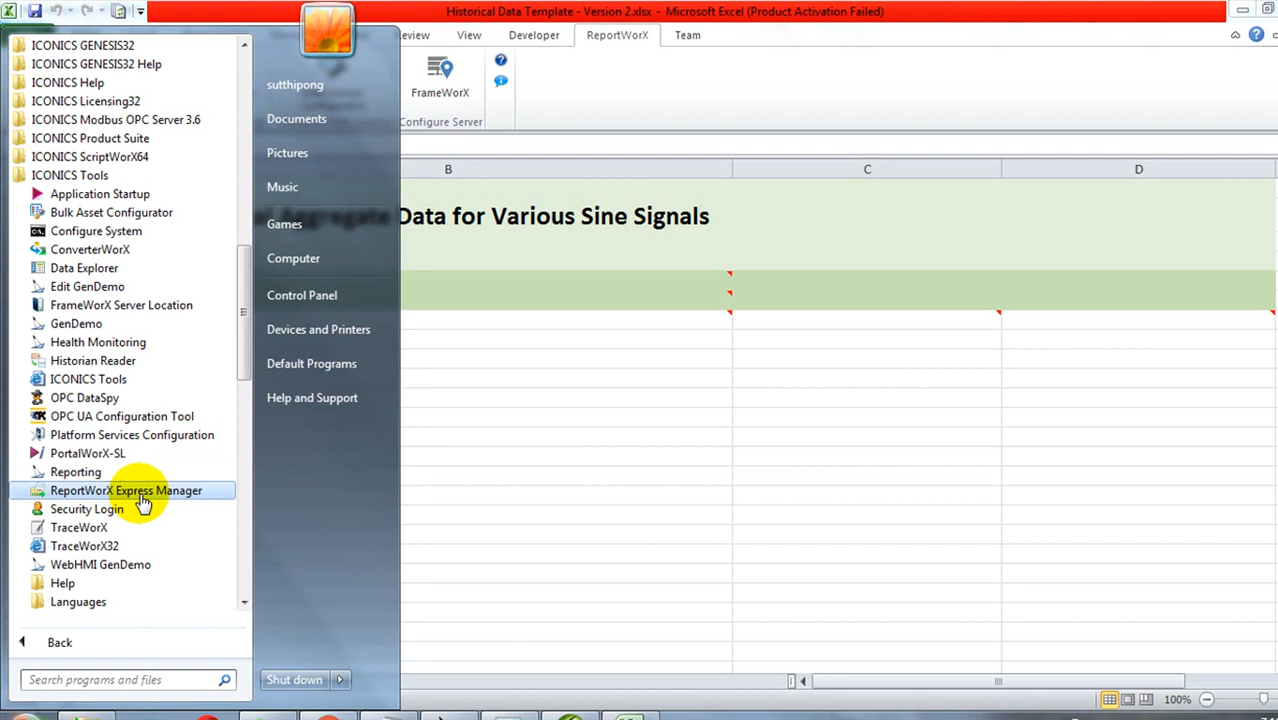 Historical Data Template - Version 2.xlsx - Microsoft Excel (Product Activation Failed)
eview View Developer ReportWorX Team
FrameWorX
Configure Server
B C D
Data for Various Sine Signals
100%
ICONICS GENESIS32
ICONICS GENESIS32 Help
ICONICS Help
ICONICS Licensing32
ICONICS Modbus OPC Server 3.6
ICONICS Product Suite
ICONICS ScriptWorX64
ICONICS Tools
Application Startup
Bulk Asset Configurator
Configure System
ConverterWorX
Data Explorer
Edit GenDemo
FrameWorX Server Location
GenDemo
Health Monitoring
Historian Reader
ICONICS Tools
OPC DataSpy
OPC UA Configuration Tool
Platform Services Configuration
PortalWorX-SL
Reporting
ReportWorX Express Manager
Security Login
TraceWorX
TraceWorX32
WebHMI GenDemo
Help
Languages
Back
Search programs and files
sutthipong
Documents
Pictures
Music
Games
Computer
Control Panel
Devices and Printers
Default Programs
Help and Support
Shut down